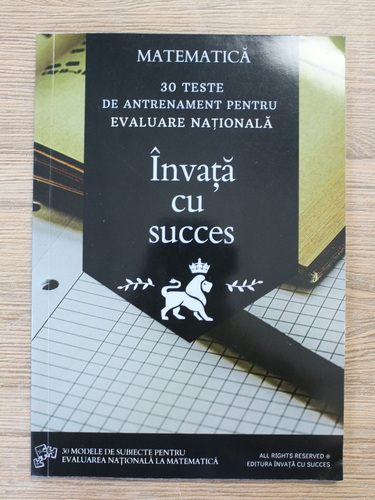 MATEMATICĂ
30 TESTE
DE ANTRENAMENT PENTRU
EVALUARE NAȚIONALĂ
Învață
cu
succes
30 MODELE DE SUBIECTE PENTRU
EVALUAREA NAȚIONALĂ LA MATEMATICĂ
ALL RIGHTS RESERVED ®
EDITURA ÎNVAȚĂ CU SUCCES